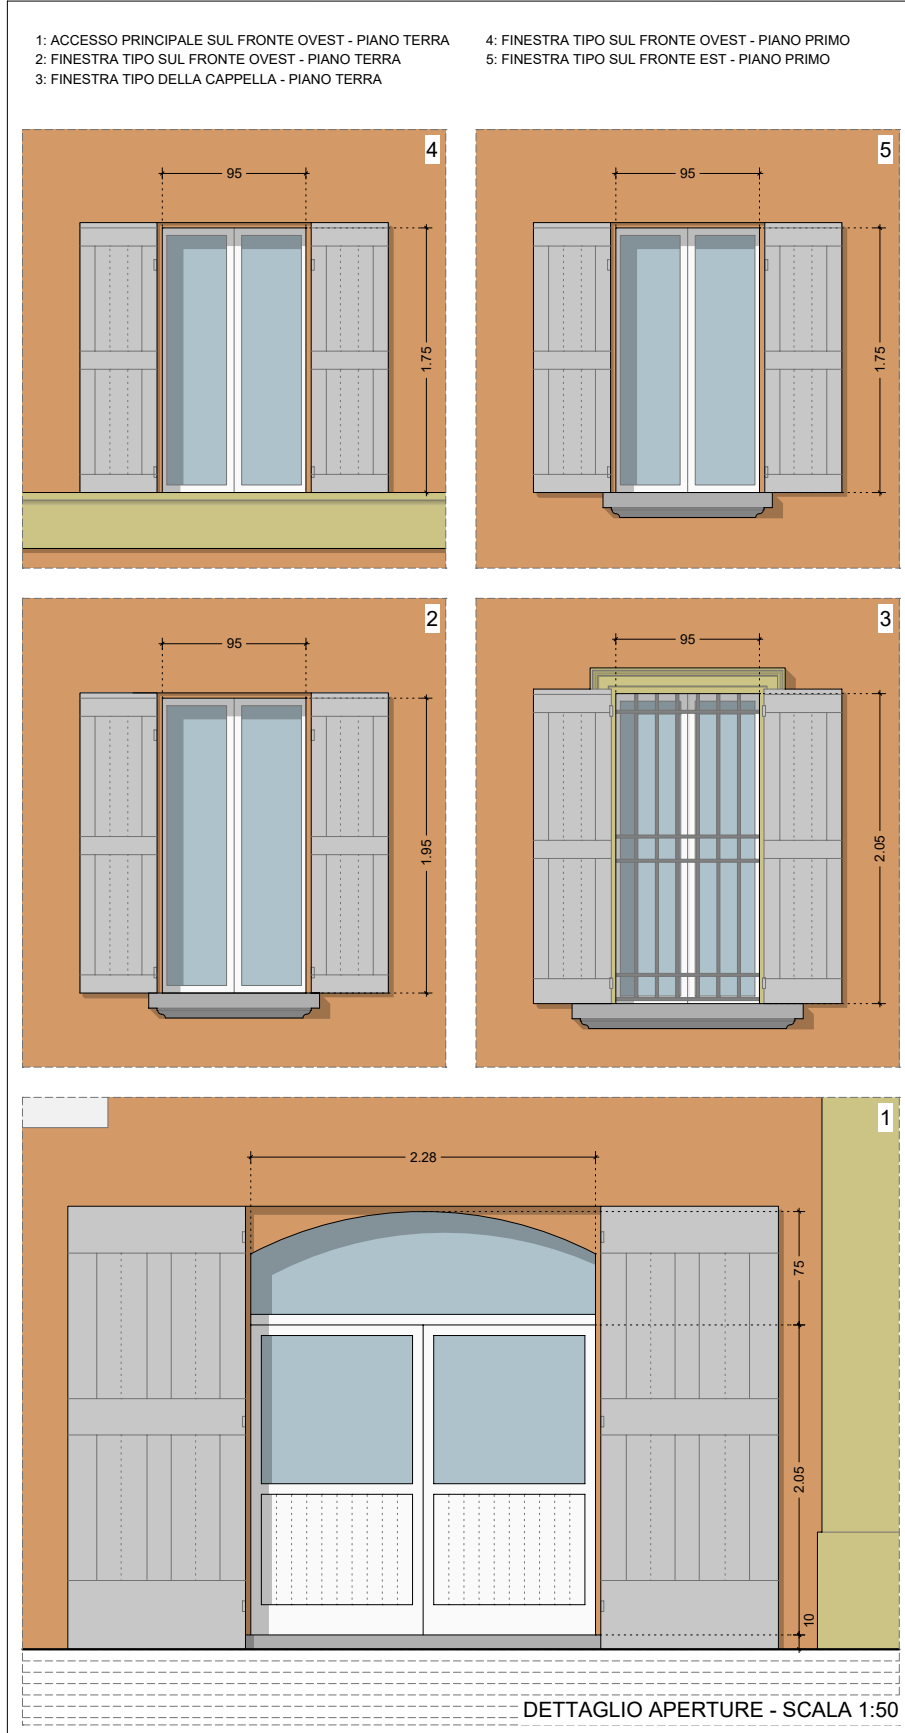 1: ACCESSO PRINCIPALE SUL FRONTE OVEST - PIANO TERRA
2: FINESTRA TIPO SUL FRONTE OVEST - PIANO TERRA
3: FINESTRA TIPO DELLA CAPPELLA - PIANO TERRA
4: FINESTRA TIPO SUL FRONTE OVEST - PIANO PRIMO
5: FINESTRA TIPO SUL FRONTE EST - PIANO PRIMO
4
95
1.75
5
95
1.75
2
95
1.95
3
95
2.05
1
2.28
75
2.05
10
DETTAGLIO APERTURE - SCALA 1:50